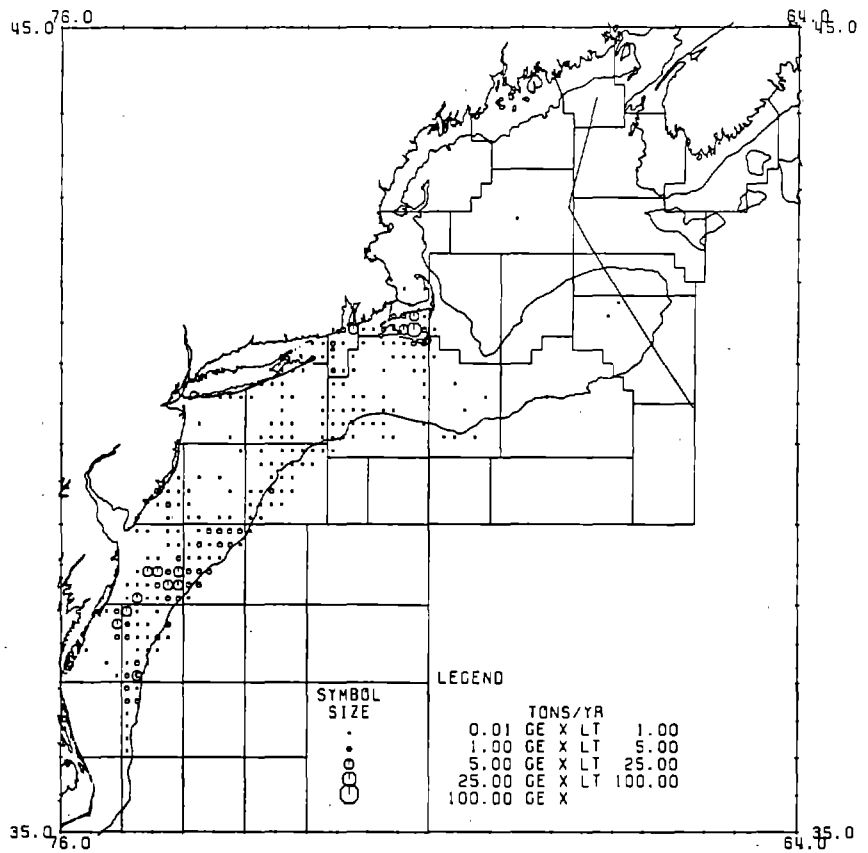 76.0 64.0
45.0 45.0
LEGEND
SYMBOL
SIZE
TONS/YR
0.01 GE X LT 1.00
1.00 GE X LT 5.00
5.00 GE X LT 25.00
25.00 GE X LT 100.00
100.00 GE X
35.0 35.0
76.0 64.0